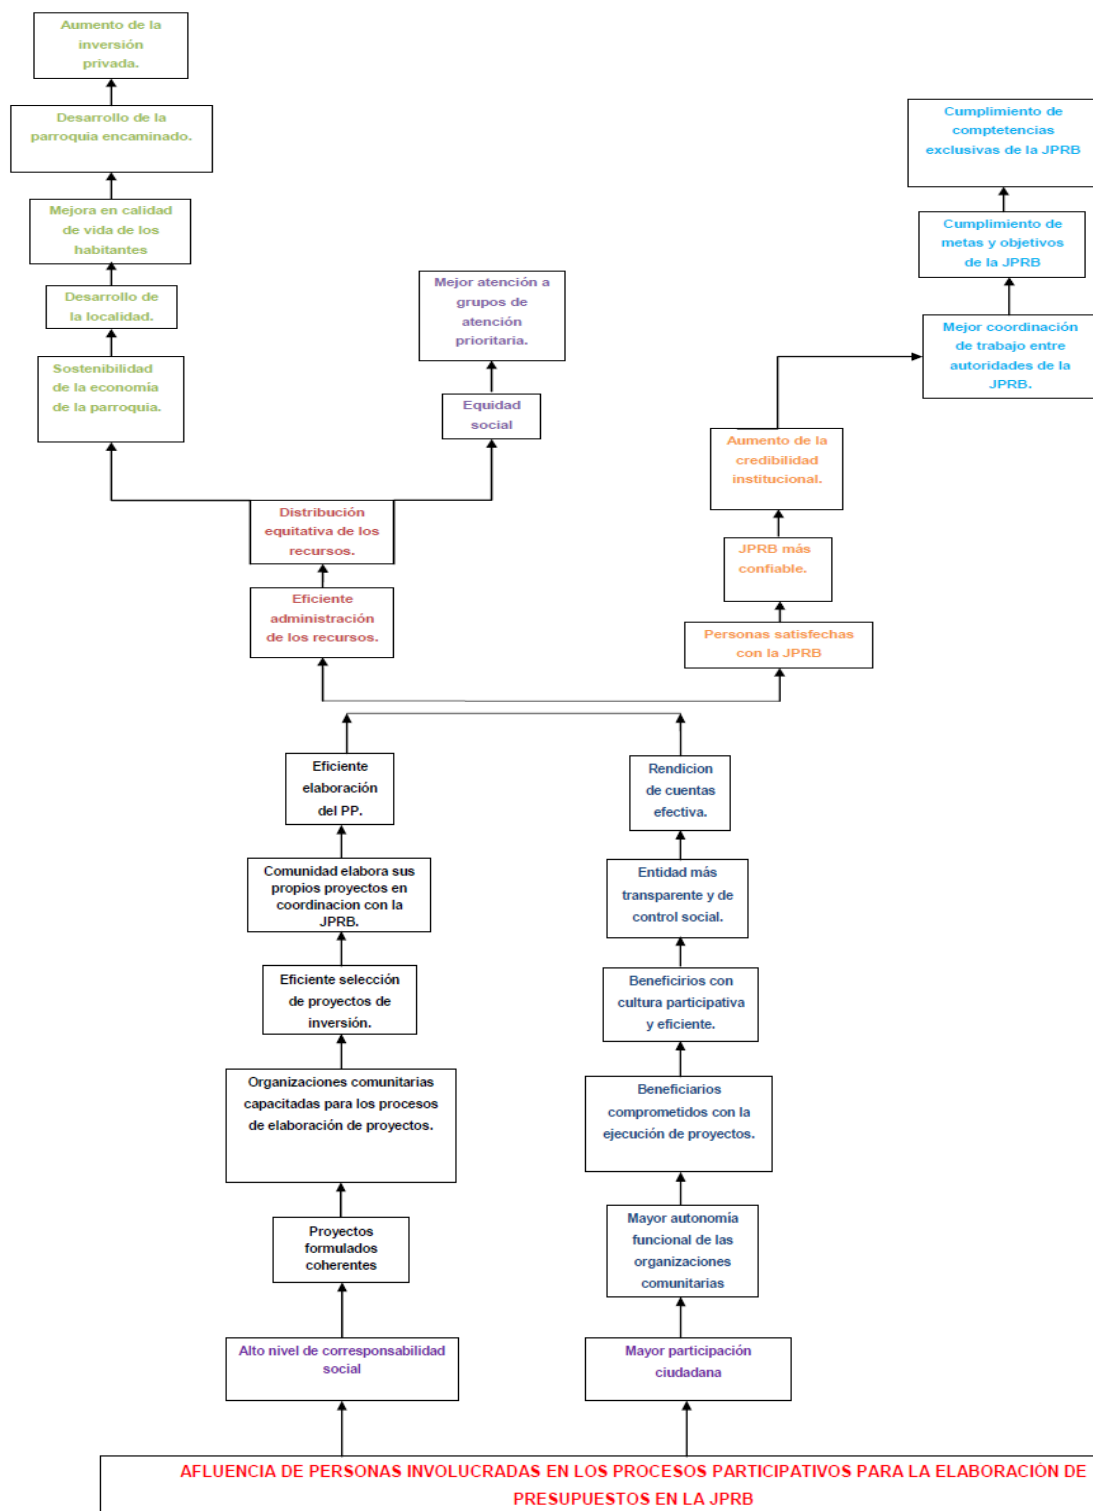 Aumento de la
inversión
privada.
Desarrollo de la
parroquia encaminado.
Mejora en calidad
de vida de los
habitantes
Desarrollo de
la localidad.
Sostenibilidad
de la economía
de la parroquia.
Mejor atención a
grupos de
atención
prioritaria.
Equidad
social
Cumplimiento de
comptetencias
exclusivas de la JPRB
Cumplimiento de
metas y objetivos
de la JPRB
Mejor coordinación
de trabajo entre
autoridades de la
JPRB.
Aumento de la
credibilidad
institucional.
JPRB más
confiable.
Personas satisfechas
con la JPRB
Distribución
equitativa de los
recursos.
Eficiente
administración
de los recursos.
Eficiente
elaboración
del PP.
Comunidad elabora sus
propios proyectos en
coordinacion con la
JPRB.
Eficiente selección
de proyectos de
inversión.
Organizaciones comunitarias
capacitadas para los procesos
de elaboración de proyectos.
Proyectos
formulados
coherentes
Alto nivel de corresponsabilidad
social
Rendicion
de cuentas
efectiva.
Entidad más
transparente y de
control social.
Beneficirios con
cultura participativa
y eficiente.
Beneficiarios
comprometidos con la
ejecución de proyectos.
Mayor autonomía
funcional de las
organizaciones
comunitarias
Mayor participación
ciudadana
AFLUENCIA DE PERSONAS INVOLUCRADAS EN LOS PROCESOS PARTICIPATIVOS PARA LA ELABORACIÓN DE
PRESUPUESTOS EN LA JPRB